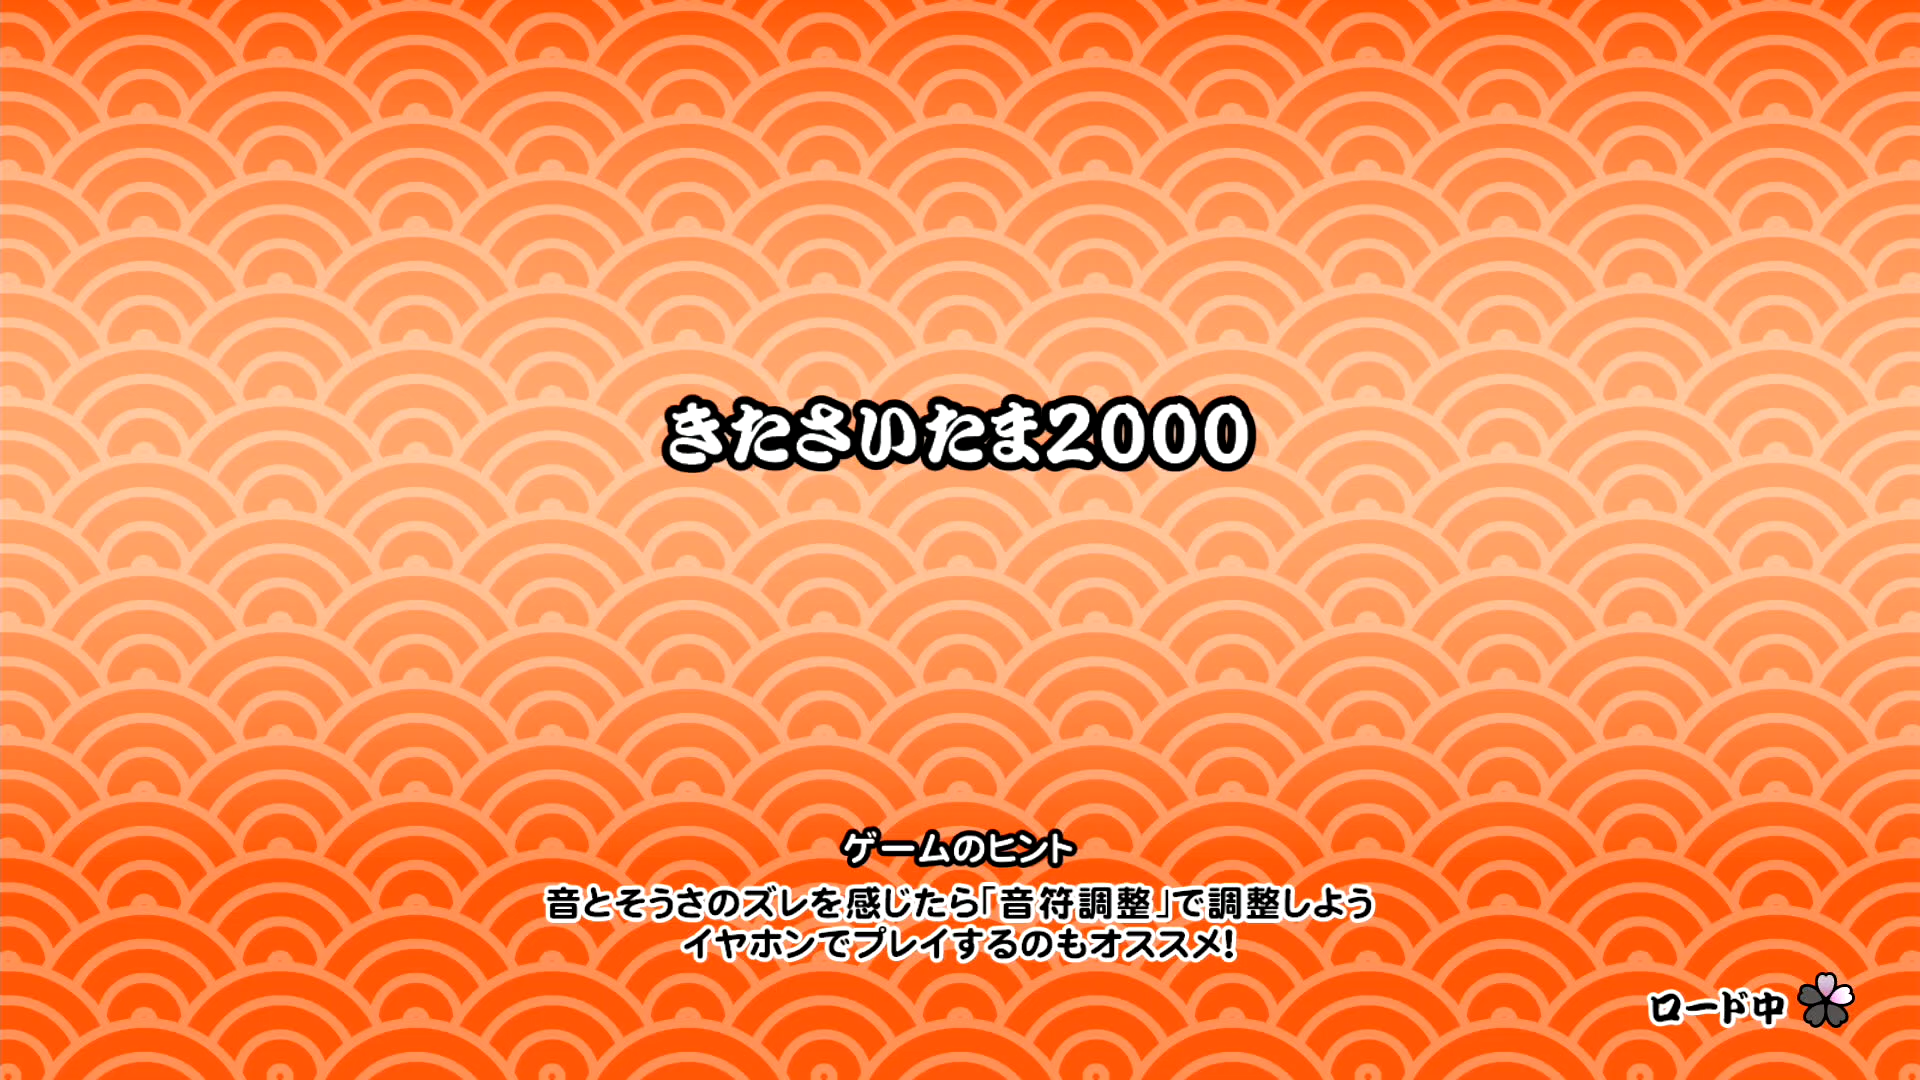 きたさいたま2000
ゲームのヒント
音とそうさのズレを感じたら「音符調整」で調整しよう
イヤホンでプレイするのもオススメ!
ロード中